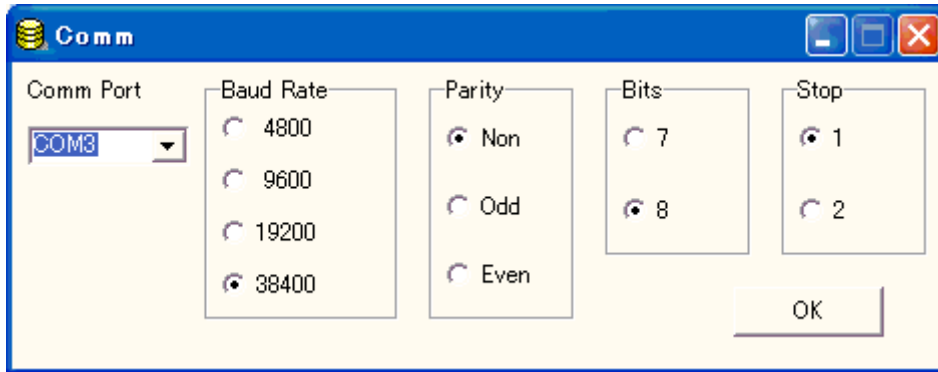 Comm
Comm Port
COM3
Baud Rate
4800
9600
19200
38400
Parity
Non
Odd
Even
Bits
7
8
Stop
1
2
OK